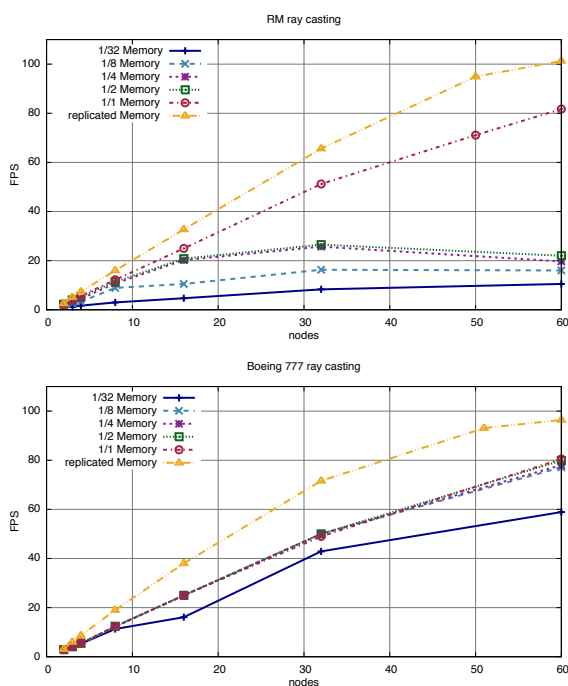 RM ray casting
1/32 Memory
1/8 Memory
1/4 Memory
1/2 Memory
1/1 Memory
replicated Memory
100
80
60
40
20
0
FPS
0 10 20 30 40 50 60
nodes
Boeing 777 ray casting
1/32 Memory
1/8 Memory
1/4 Memory
1/2 Memory
1/1 Memory
replicated Memory
100
80
60
40
20
0
FPS
0 10 20 30 40 50 60
nodes